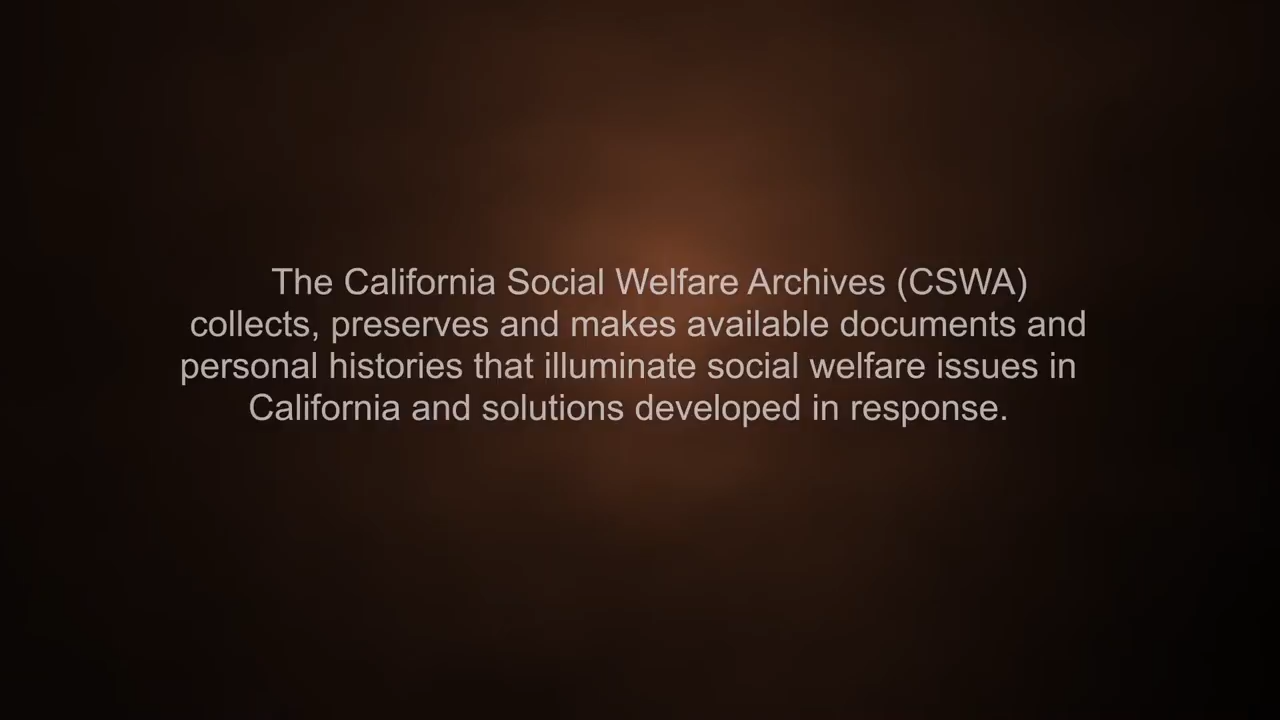 The California Social Welfare Archives (CSWA)
collects, preserves and makes available documents and
personal histories that illuminate social welfare issues in
California and solutions developed in response.